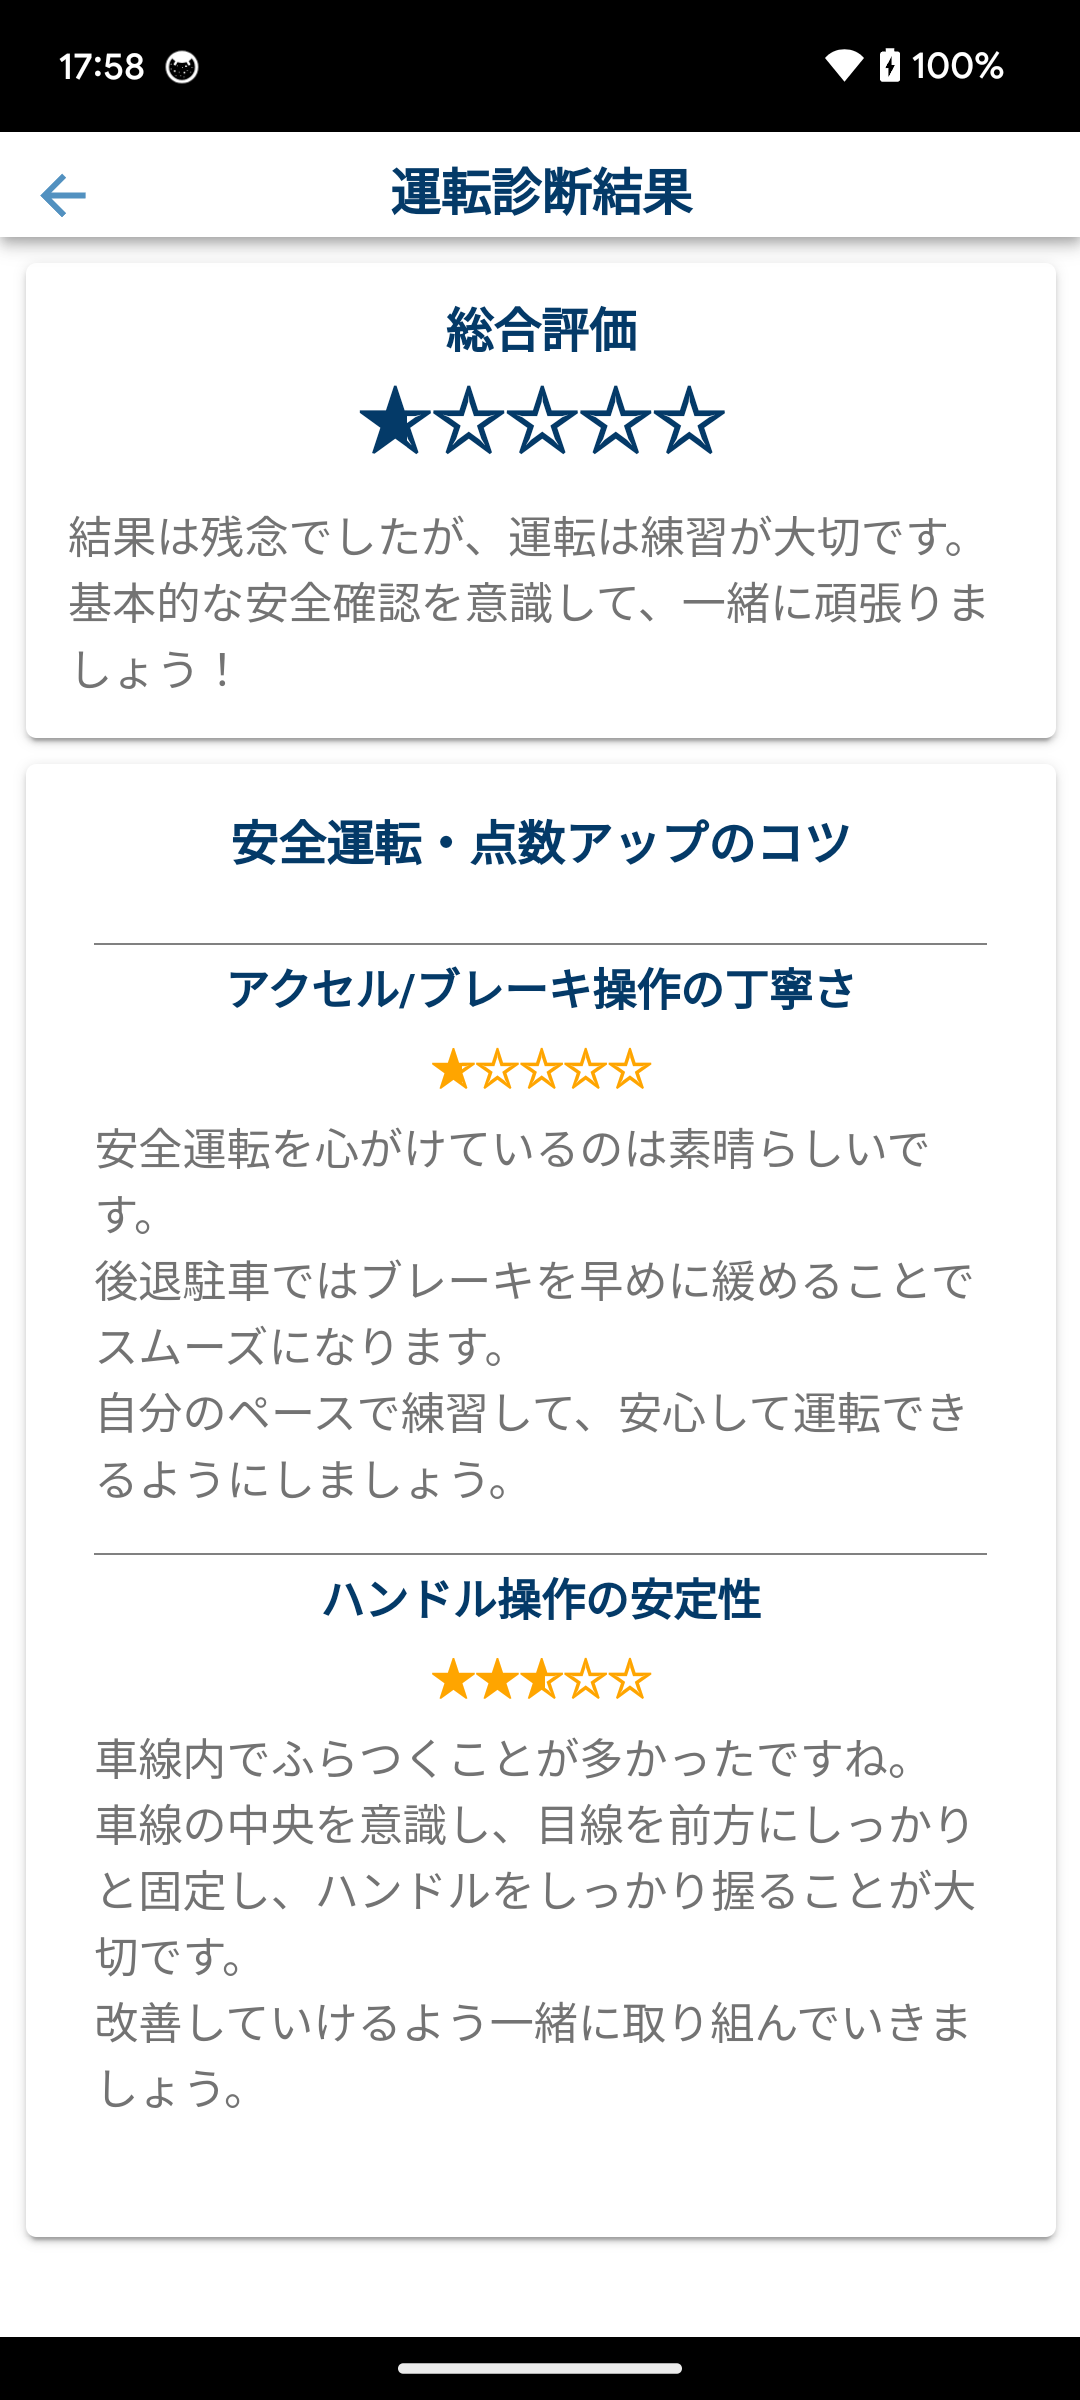 17:58
100%
運転診断結果
総合評価
★☆☆☆☆
結果は残念でしたが、運転は練習が大切です。
基本的な安全確認を意識して、一緒に頑張りま
しょう！
安全運転・点数アップのコツ
アクセル/ブレーキ操作の丁寧さ
★☆☆☆☆
安全運転を心がけているのは素晴らしいで
す。
後退駐車ではブレーキを早めに緩めることで
スムーズになります。
自分のペースで練習して、安心して運転でき
るようにしましょう。
ハンドル操作の安定性
車線内でふらつくことが多かったですね。
車線の中央を意識し、目線を前方にしっかり
と固定し、ハンドルをしっかり握ることが大
切です。
改善していけるよう一緒に取り組んでいきま
しょう。